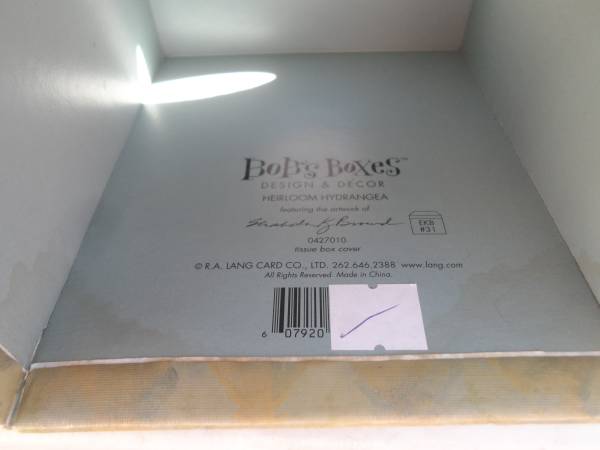 BOB'S BOXES™
DESIGN & DECOR
HEIRLOOM HYDRANGEA
featuring the artwork of
EKB
#31
0427010
tissue box cover
© R.A. LANG CARD CO., LTD. 262.646.2388 www.lang.com
All Rights Reserved. Made in China.
6 07920